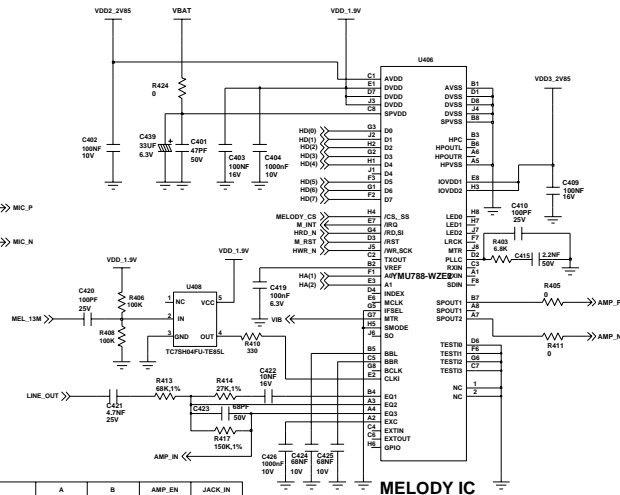 VDD2_2V85
VBAT
VDD_1.9V
U406
VDD3_2V85
R424
0
C402
100NF
10V
C439
33UF
6.3V
C401
47PF
50V
C403
100NF
16V
C404
1000nF
10V
C1 AVDD
E1 DVDD
D7 DVDD
J3 DVDD
C8 SPVDD
AVSS B1
DVSS D1
DVSS D8
DVSS J4
SPVSS B8
HD(0) G3 D0
HD(1) J2 D1
HD(2) H2 D2
HD(3) G2 D3
HD(4) H1 D4
J1 D4
HD(5) F3 D5
HD(6) G1 D6
HD(7) F2 D7
HPC B3
HPOUTL B6
HPOUTR A6
HPVSS A5
IOVDD1 E8
IOVDD2 H3
C409
100NF
16V
MIC_P
MIC_N
MELODY_CS H4 /CS_SS
M_INT E7 /IRQ
HRD_N G4 /RD,SI
M_RST D3 /RST
HWR_N J5 /WR,SCK
C2 TXOUT
B2 VREF
HA(1) F1 A0
HA(2) E3 A1
D4 INDEX
E6 MCLK
G5 IFSEL
VIB G7 MTR
H5 SMODE
J6 SO
LED0 H8
LED1 H7
LED2 J7
LRCK F7
MTR J8
PLLC D2
RXIN C3
RXIN A1
SDIN F8
C410
100PF
25V
R403
6.8K
C415
2.2NF
50V
YMU788-WZE2
SPOUT1 B7
SPOUT1 A8
SPOUT2 A7
R405
0
AMP_P
R411
0
AMP_N
TESTI0 D6
TESTI1 F6
TESTI2 G6
TESTI3 C7
NC 1
NC 2
VDD_1.9V
VDD_1.9V
C420
100PF
25V
R406
100K
R408
100K
MEL_13M
U408
1 NC
VCC 5
2 IN
3 GND
OUT 4
TC7SH04FU-TE85L
R410
330
C419
100nF
6.3V
B5 BBL
C5 BBR
G8 BCLK
E2 CLKI
LINE_OUT
C421
4.7NF
25V
R413
68K,1%
R414
27K,1%
C422
10NF
16V
C423
68PF
50V
R417
150K,1%
AMP_IN
B4 EQ1
A3 EQ2
A4 EQ3
A2 EXC
C4 EXTIN
C6 EXTOUT
H6 GPIO
C426
1000nF
10V
C424
68NF
10V
C425
68NF
10V
MELODY IC
A B AMP_EN JACK_IN